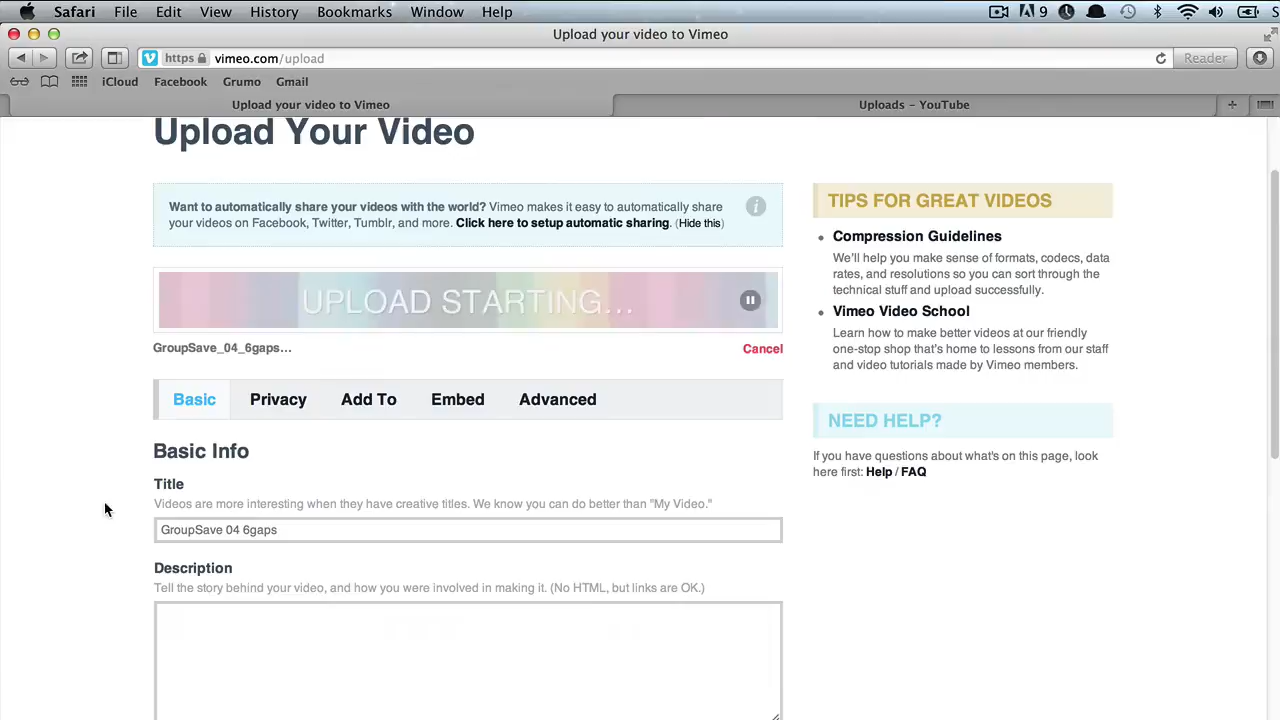 Safari File Edit View History Bookmarks Window Help 9
Upload your video to Vimeo
https vimeo.com/upload Reader
iCloud Facebook Grumo Gmail
Upload your video to Vimeo Uploads – YouTube
Upload Your Video
Want to automatically share your videos with the world? Vimeo makes it easy to automatically share
your videos on Facebook, Twitter, Tumblr, and more. Click here to setup automatic sharing. (Hide this)
UPLOAD STARTING...
GroupSave_04_6gaps... Cancel
Basic Privacy Add To Embed Advanced
Basic Info
Title
Videos are more interesting when they have creative titles. We know you can do better than "My Video."
GroupSave 04 6gaps
Description
Tell the story behind your video, and how you were involved in making it. (No HTML, but links are OK.)
TIPS FOR GREAT VIDEOS
Compression Guidelines
We'll help you make sense of formats, codecs, data
rates, and resolutions so you can sort through the
technical stuff and upload successfully.
Vimeo Video School
Learn how to make better videos at our friendly
one-stop shop that's home to lessons from our staff
and video tutorials made by Vimeo members.
NEED HELP?
If you have questions about what's on this page, look
here first: Help / FAQ